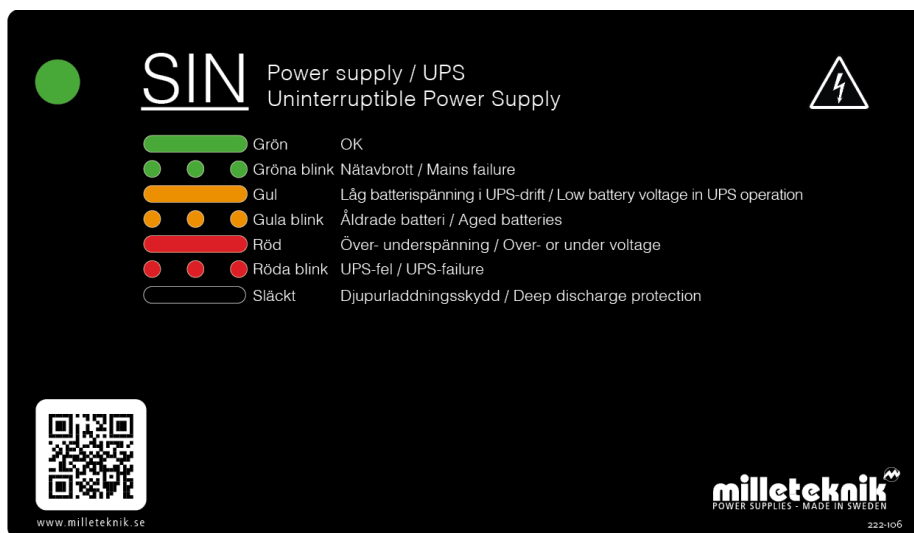 SIN
Power supply / UPS
Uninterruptible Power Supply
Grön OK
Gröna blink Nätavbrott / Mains failure
Gul Låg batterispänning i UPS-drift / Low battery voltage in UPS operation
Gula blink Åldrade batteri / Aged batteries
Röd Över- underspänning / Over- or under voltage
Röda blink UPS-fel / UPS-failure
Släckt Djupurladdningsskydd / Deep discharge protection
www.milleteknik.se
milleteknik
POWER SUPPLIES - MADE IN SWEDEN
222-106